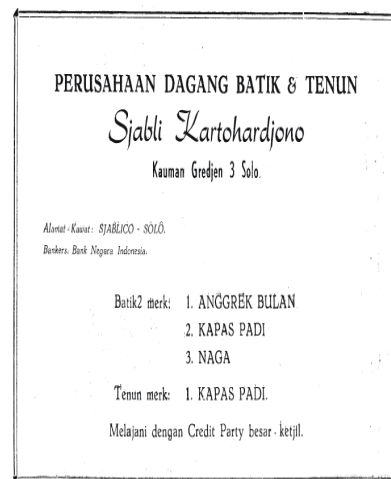 PERUSAHAAN DAGANG BATIK & TENUN
Sjabli Kartohardjono
Kauman Gredjen 3 Solo.
Alamat-Kawat: SJABLICO - SOLO.
Bankers. Bank Negara Indonesia.
Batik2 merk: 1. ANGGREK BULAN
2. KAPAS PADI
3. NAGA
Tenun merk: 1. KAPAS PADI.
Melajani dengan Credit Party besar - ketjil.